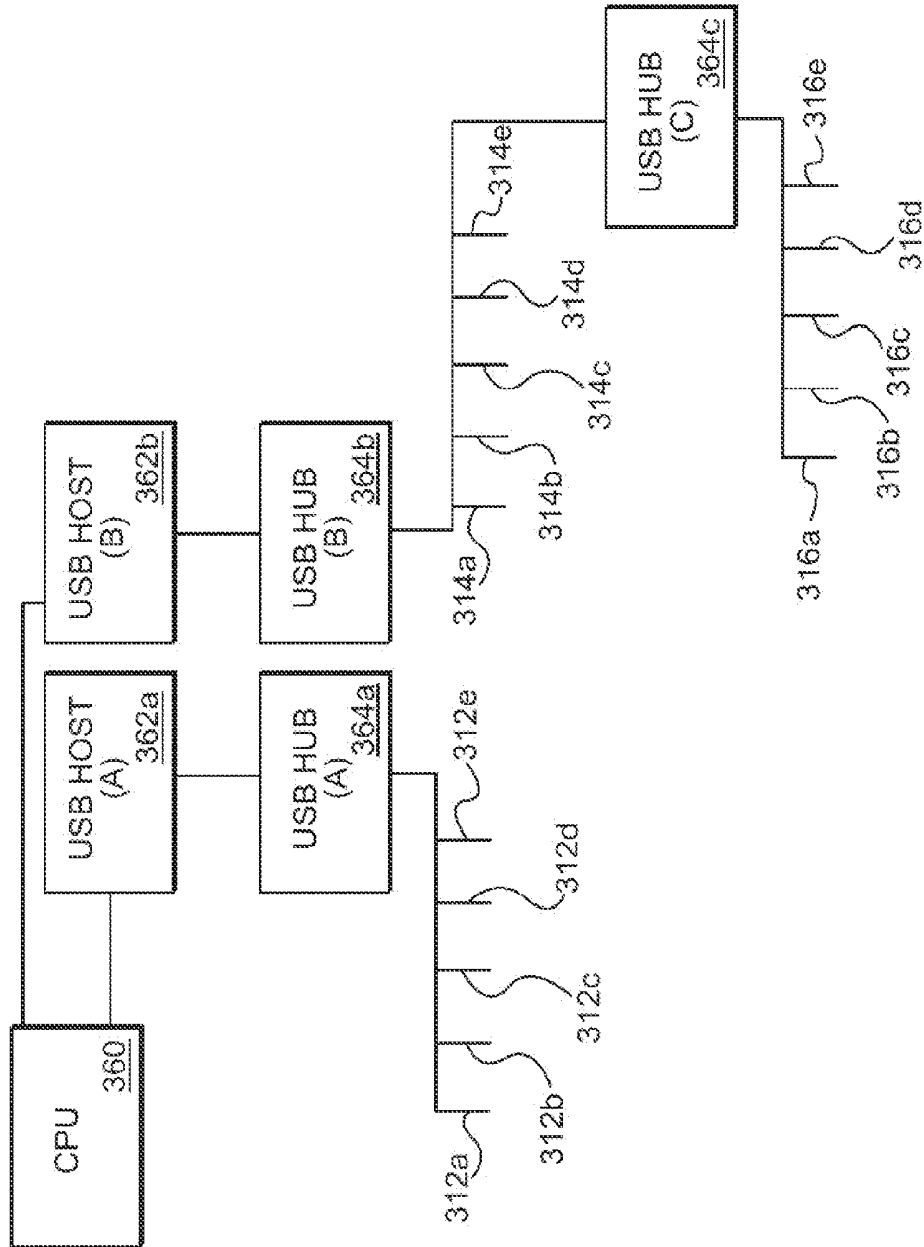 CPU
360
USB HOST
(A)
362a
USB HOST
(B)
362b
USB HUB
(A)
364a
USB HUB
(B)
364b
312a
312b
312c
312d
312e
314a
314b
314c
314d
314e
USB HUB
(C)
364c
316a
316b
316c
316d
316e